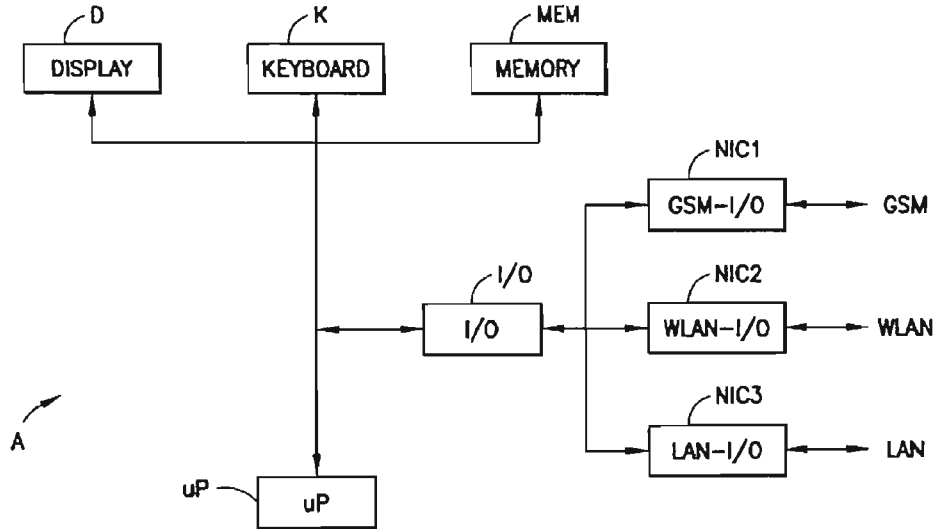 D
K
MEM
DISPLAY
KEYBOARD
MEMORY
NIC1
GSM-I/O
GSM
I/O
NIC2
I/O
WLAN-I/O
WLAN
NIC3
A
LAN-I/O
LAN
uP
uP